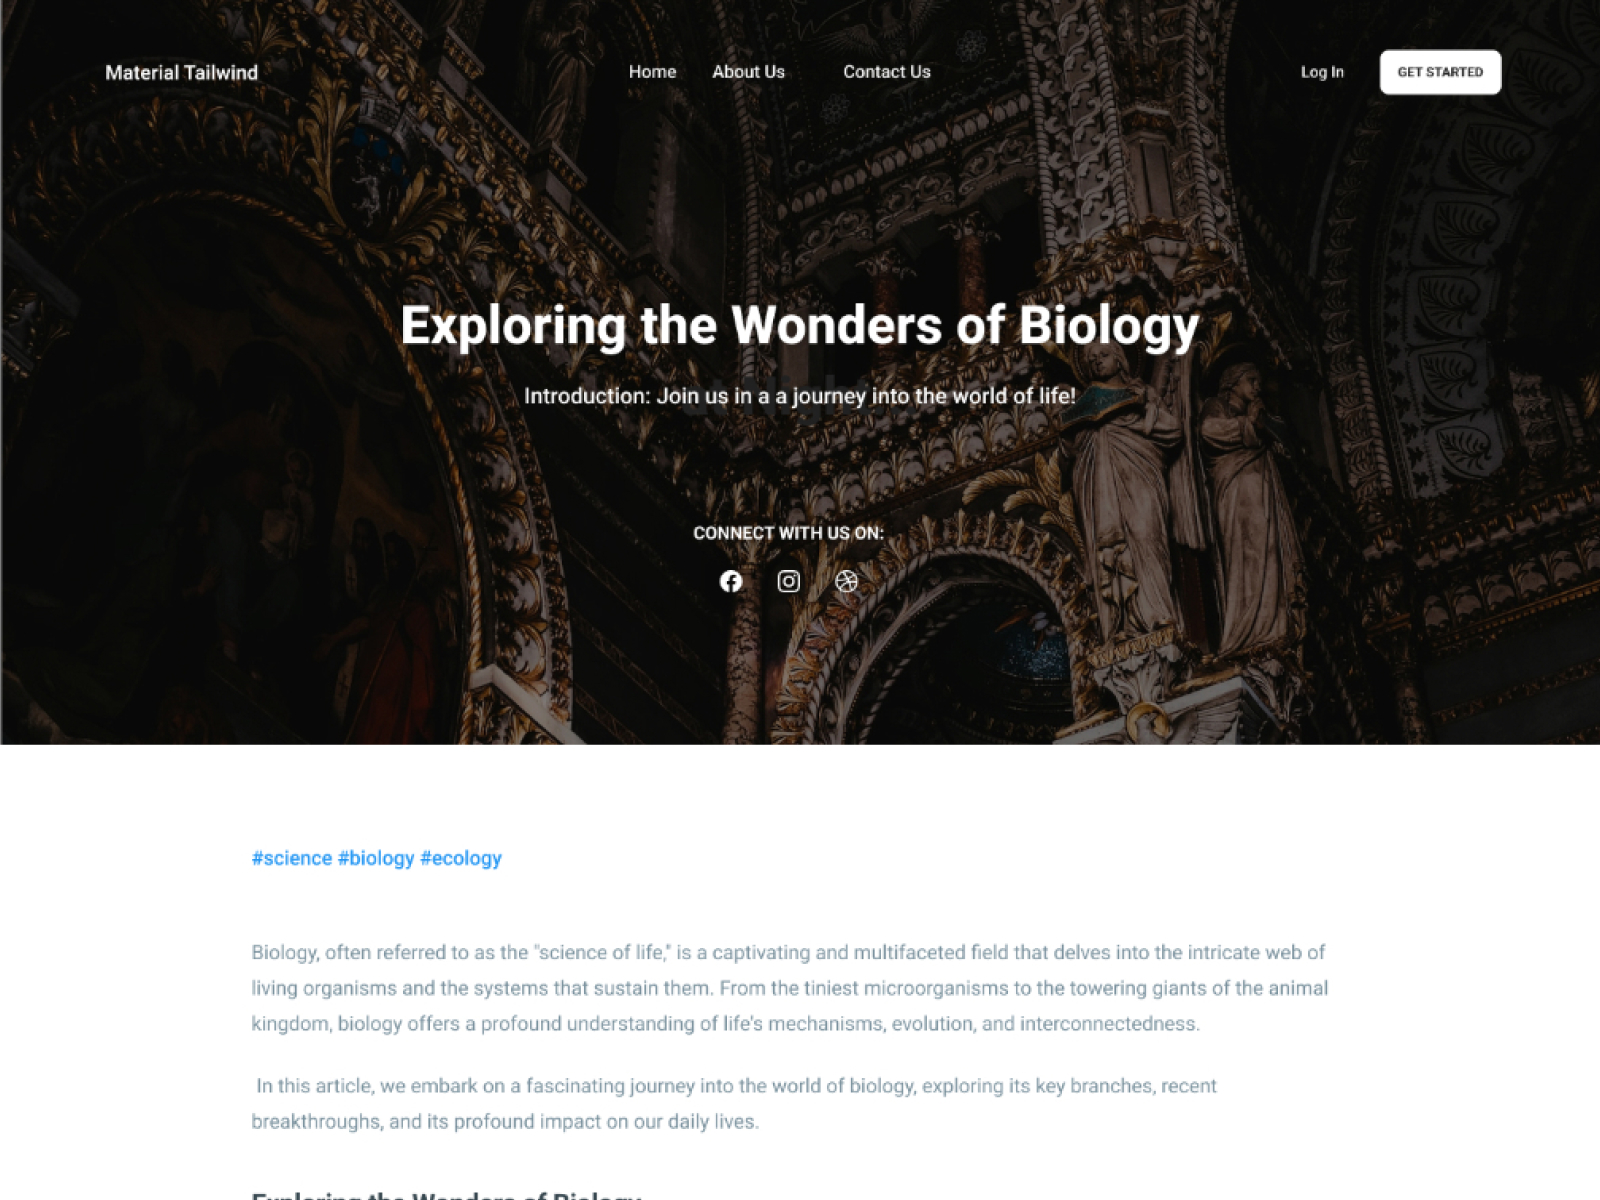 Material Tailwind
Home About Us Contact Us
Log In GET STARTED
Exploring the Wonders of Biology
Introduction: Join us in a a journey into the world of life!
CONNECT WITH US ON:
#science #biology #ecology
Biology, often referred to as the "science of life," is a captivating and multifaceted field that delves into the intricate web of
living organisms and the systems that sustain them. From the tiniest microorganisms to the towering giants of the animal
kingdom, biology offers a profound understanding of life's mechanisms, evolution, and interconnectedness.
In this article, we embark on a fascinating journey into the world of biology, exploring its key branches, recent
breakthroughs, and its profound impact on our daily lives.
Exploring the Wonders of Biology